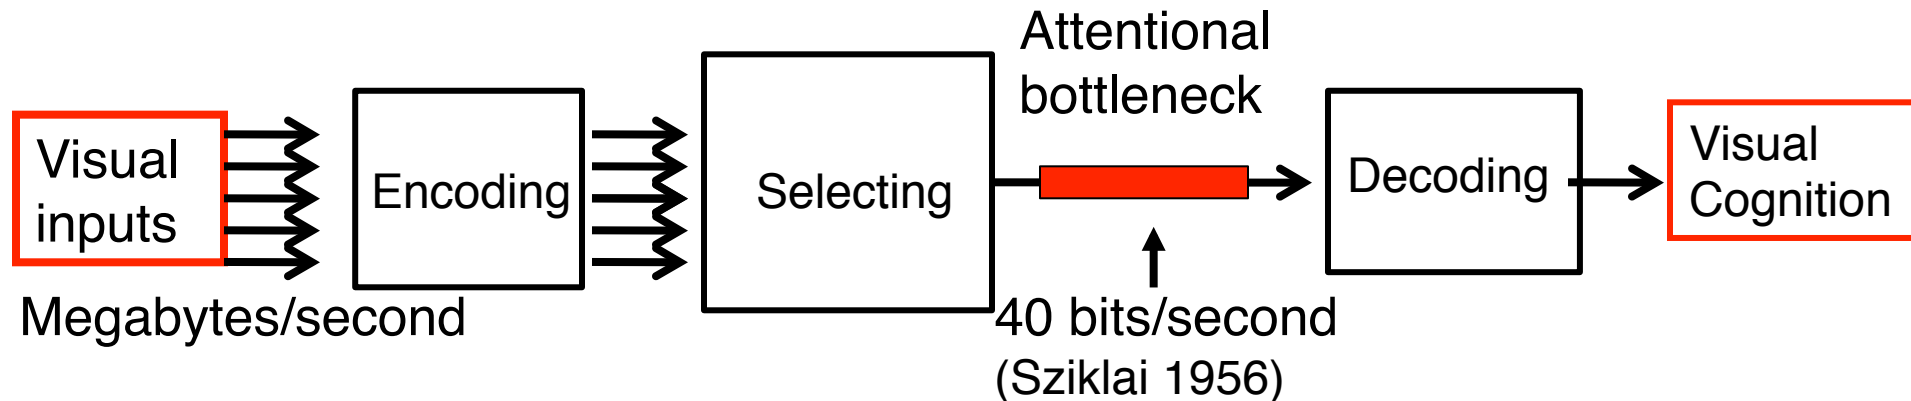 Visual
inputs
Megabytes/second
Encoding
Selecting
Attentional
bottleneck
40 bits/second
(Sziklai 1956)
Decoding
Visual
Cognition